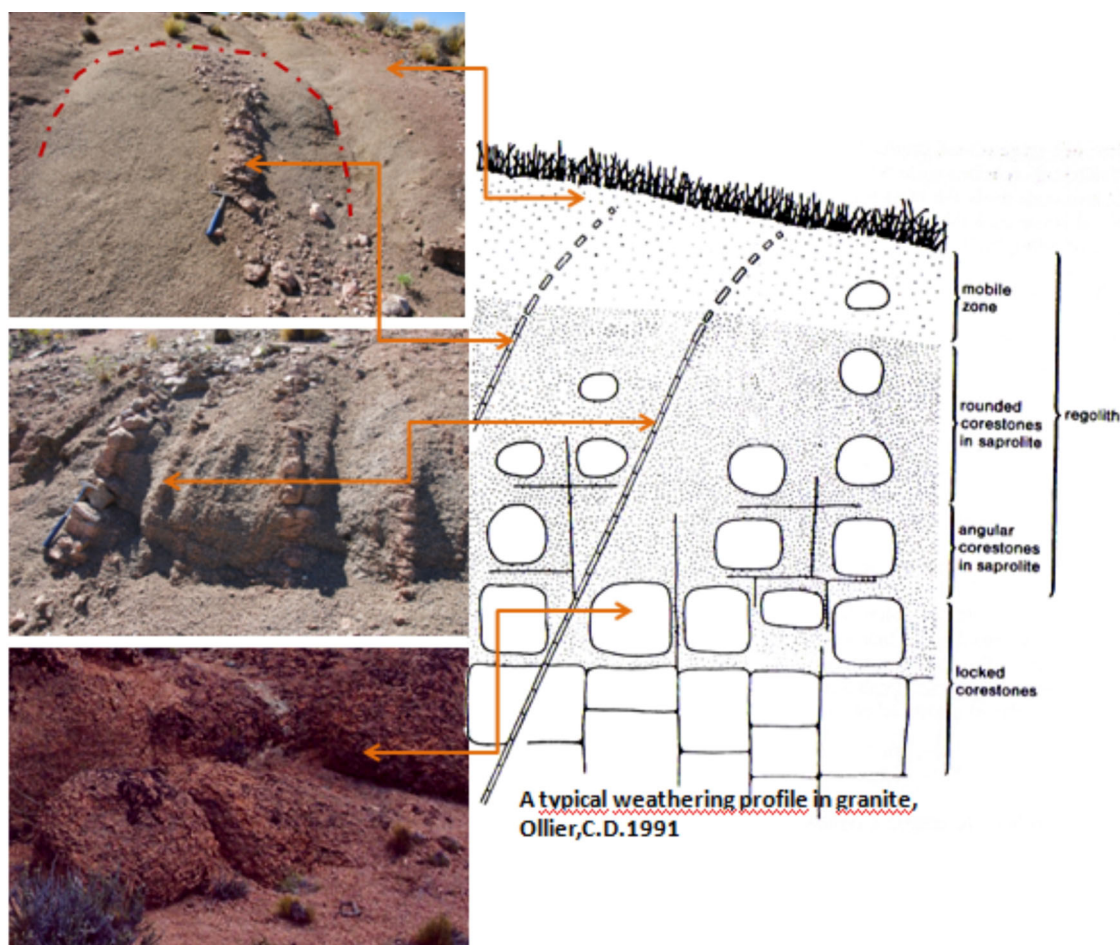 mobile
zone
rounded
corestones
in saprolite
regolith
angular
corestones
in saprolite
locked
corestones
A typical weathering profile in granite,
Ollier,C.D.1991